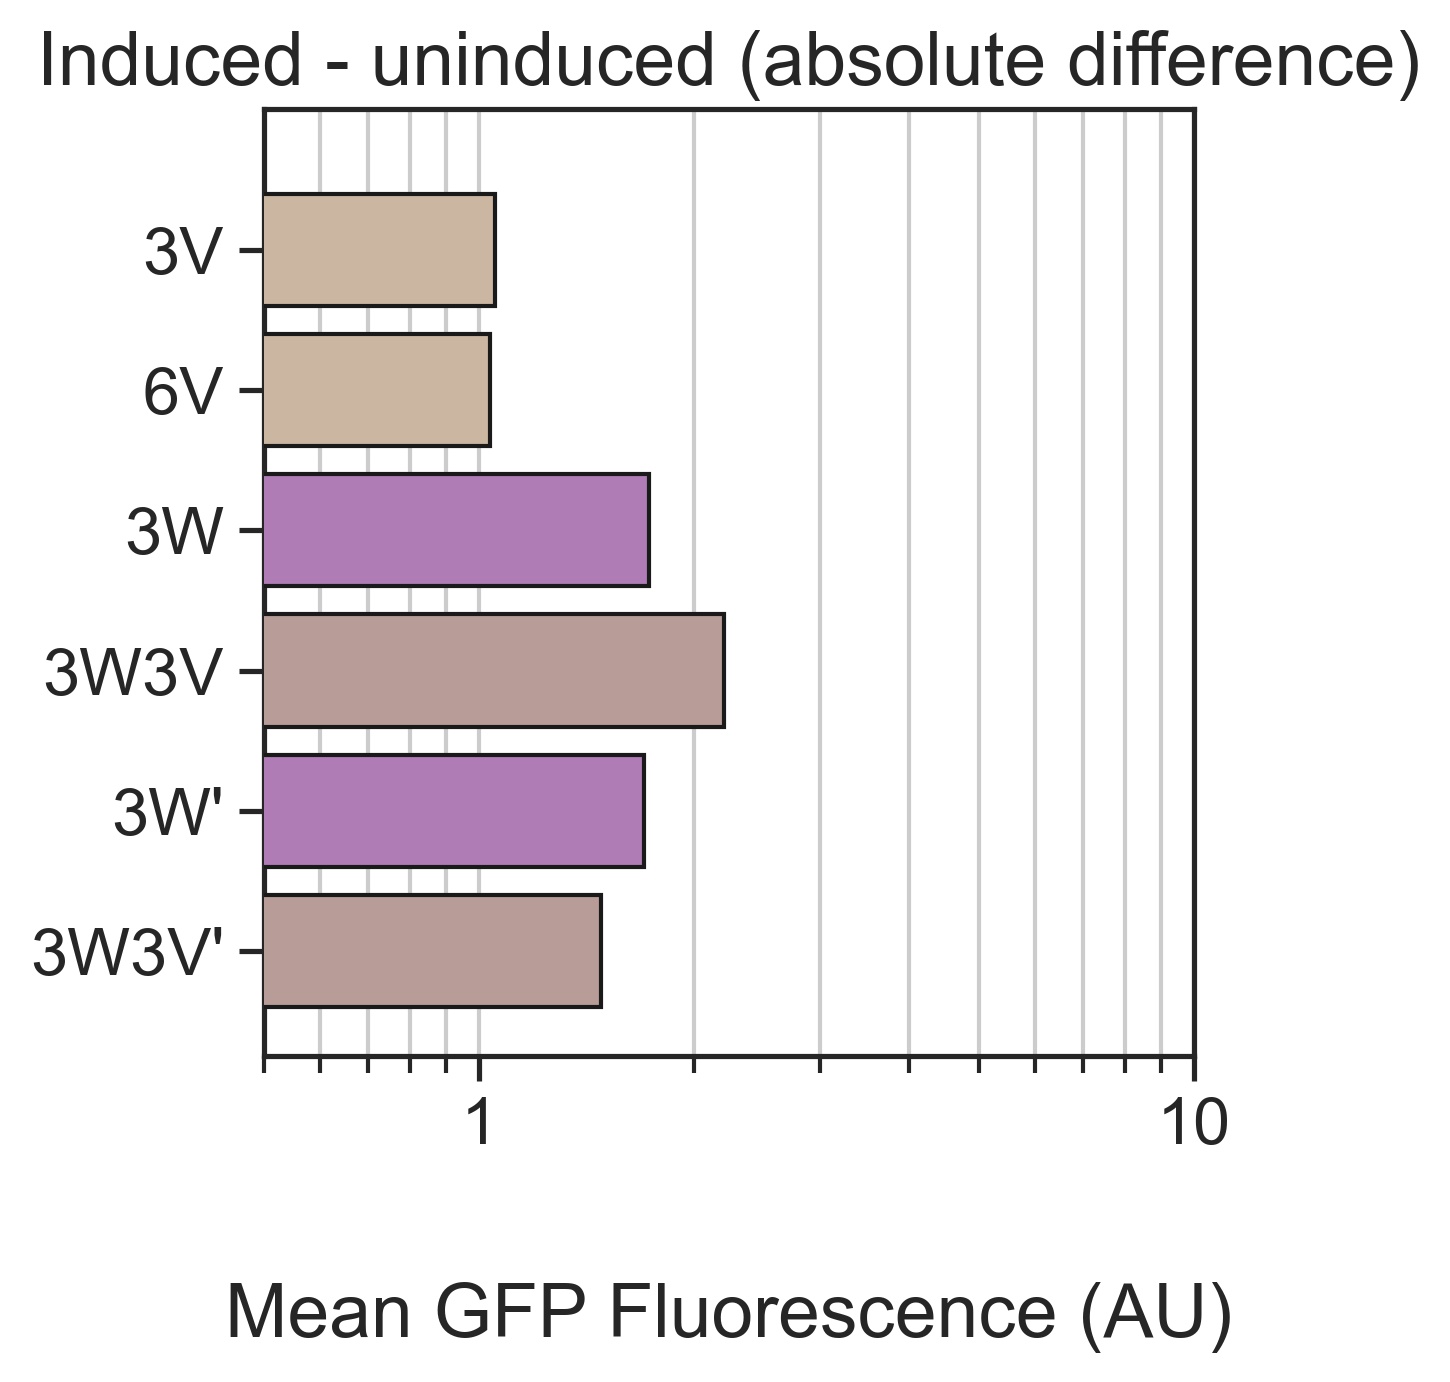 Induced - uninduced (absolute difference)
3V
6V
3W
3W3V
3W'
3W3V'
1 10
Mean GFP Fluorescence (AU)